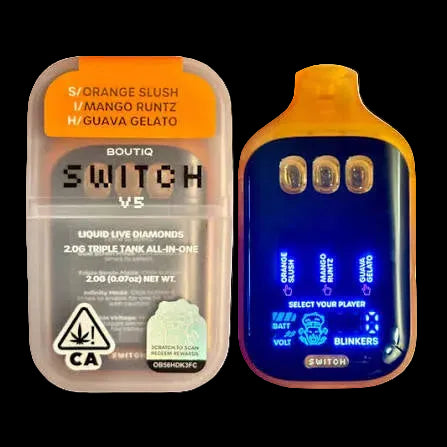 S/ORANGE SLUSH
I/MANGO RUNTZ
H/GUAVA GELATO
BOUTIQ
SWITCH
V5
LIQUID LIVE DIAMONDS
2.0G TRIPLE TANK ALL-IN-ONE
2.0G (0.07oz) NET WT.
CA
SWITCH
SCRATCH TO SCAN
REDEEM REWARDS
OB56HDK3FC
ORANGE SLUSH
MANGO RUNTZ
GUAVA GELATO
SELECT YOUR PLAYER
BATT
VOLT
BLINKERS
SWITCH